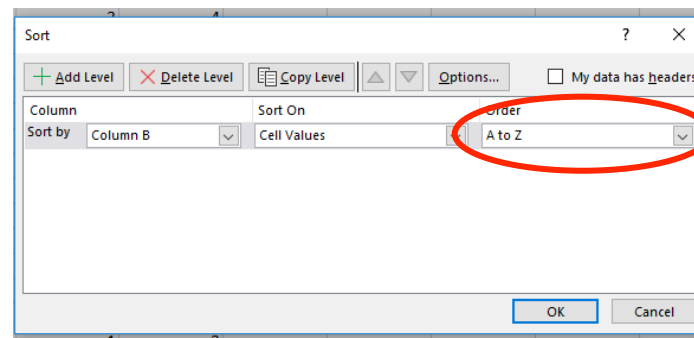 Sort ? ×
Add Level Delete Level Copy Level Options... My data has headers
Column Sort On Order
Sort by Column B Cell Values A to Z
OK Cancel